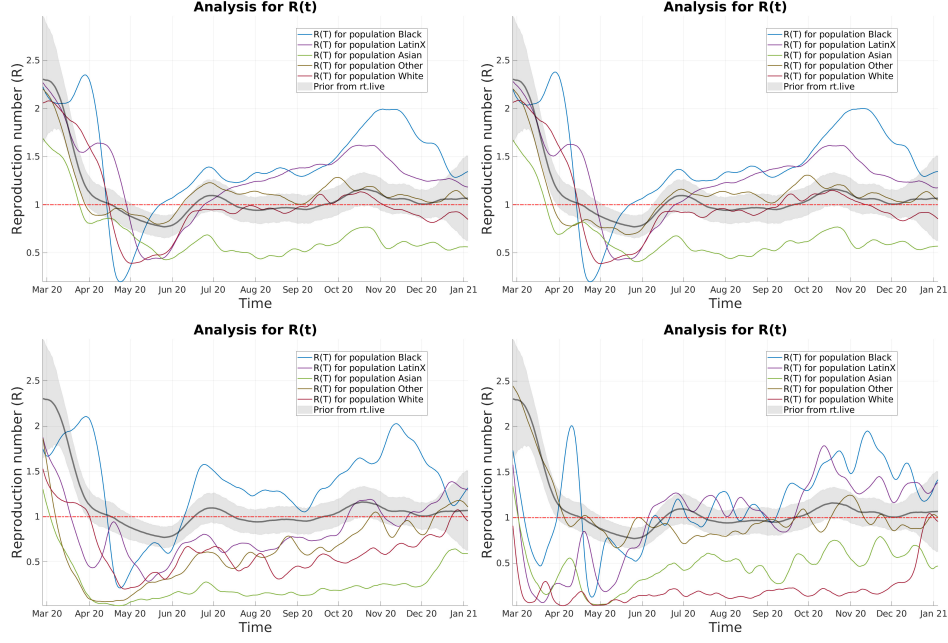 Analysis for R(t)
Reproduction number (R)
2.5
2
1.5
1
0.5
R(T) for population Black
R(T) for population LatinX
R(T) for population Asian
R(T) for population Other
R(T) for population White
Prior from rt.live
Mar 20 Apr 20 May 20 Jun 20 Jul 20 Aug 20 Sep 20 Oct 20 Nov 20 Dec 20 Jan 21
Time
Analysis for R(t)
Reproduction number (R)
2.5
2
1.5
1
0.5
R(T) for population Black
R(T) for population LatinX
R(T) for population Asian
R(T) for population Other
R(T) for population White
Prior from rt.live
Mar 20 Apr 20 May 20 Jun 20 Jul 20 Aug 20 Sep 20 Oct 20 Nov 20 Dec 20 Jan 21
Time
Analysis for R(t)
Reproduction number (R)
2.5
2
1.5
1
0.5
R(T) for population Black
R(T) for population LatinX
R(T) for population Asian
R(T) for population Other
R(T) for population White
Prior from rt.live
Mar 20 Apr 20 May 20 Jun 20 Jul 20 Aug 20 Sep 20 Oct 20 Nov 20 Dec 20 Jan 21
Time
Analysis for R(t)
Reproduction number (R)
2.5
2
1.5
1
0.5
R(T) for population Black
R(T) for population LatinX
R(T) for population Asian
R(T) for population Other
R(T) for population White
Prior from rt.live
Mar 20 Apr 20 May 20 Jun 20 Jul 20 Aug 20 Sep 20 Oct 20 Nov 20 Dec 20 Jan 21
Time